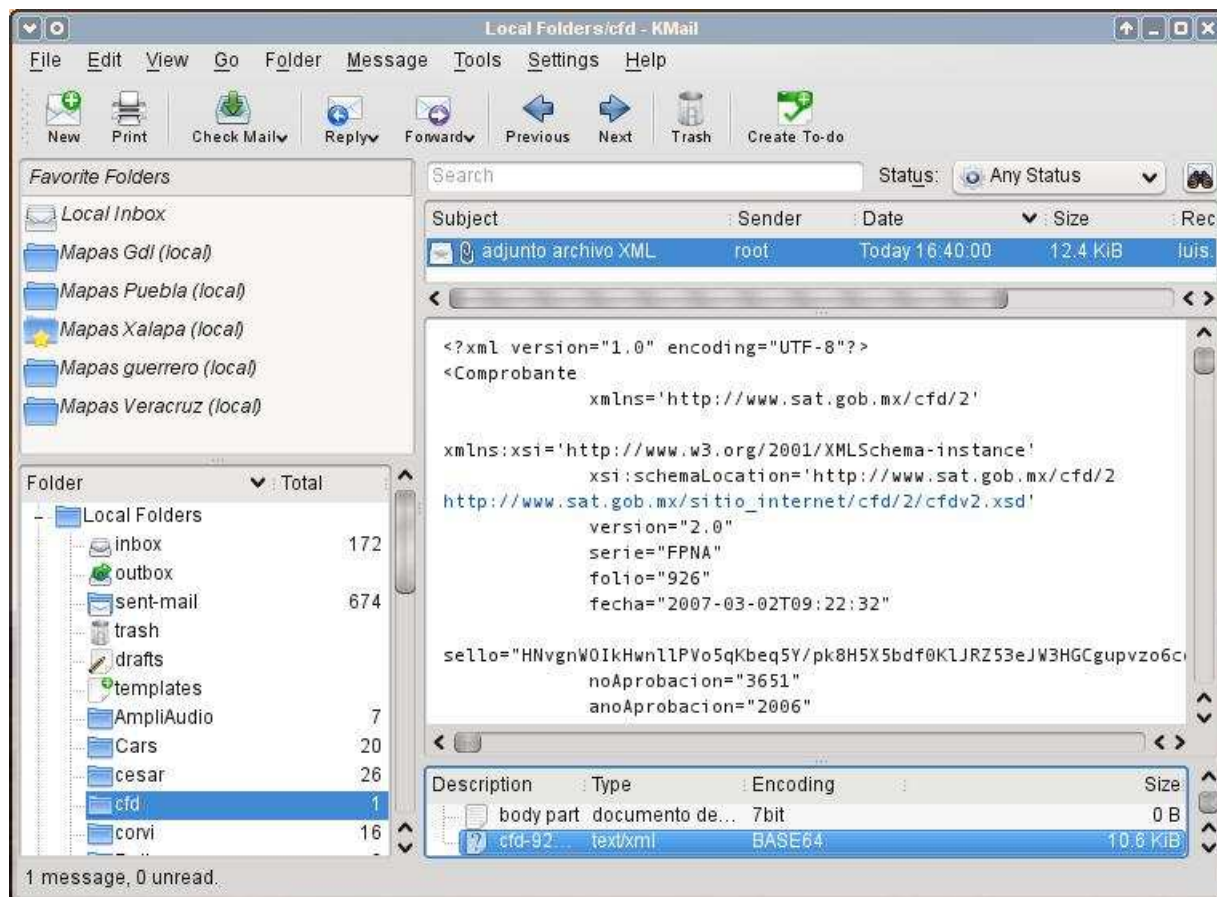 Local Folders/cfd - KMail
File Edit View Go Folder Message Tools Settings Help
New Print Check Mail Reply Forward Previous Next Trash Create To-do
Favorite Folders
Local Inbox
Mapas Gdl (local)
Mapas Puebla (local)
Mapas Xalapa (local)
Mapas guerrero (local)
Mapas Veracruz (local)
Folder Total
Local Folders
inbox 172
outbox
sent-mail 674
trash
drafts
templates
AmpliAudio 7
Cars 20
cesar 26
cfd 1
corvi 16
Search Status: Any Status
Subject Sender Date Size Rec
adjunto archivo XML root Today 16:40:00 12.4 KiB luis.
<?xml version="1.0" encoding="UTF-8"?>
<Comprobante
xmlns='http://www.sat.gob.mx/cfd/2'
xmlns:xsi='http://www.w3.org/2001/XMLSchema-instance'
xsi:schemaLocation='http://www.sat.gob.mx/cfd/2
http://www.sat.gob.mx/sitio_internet/cfd/2/cfdv2.xsd'
version="2.0"
serie="FPNA"
folio="926"
fecha="2007-03-02T09:22:32"
sello="HNvgnWOIkHwnllPVo5qKbeq5Y/pk8H5X5bdf0KlJRZ53eJW3HGCgupvzo6c
noAprobacion="3651"
anoAprobacion="2006"
Description Type Encoding Size
body part documento de... 7bit 0 B
cfd-92... text/xml BASE64 10.6 KiB
1 message, 0 unread.